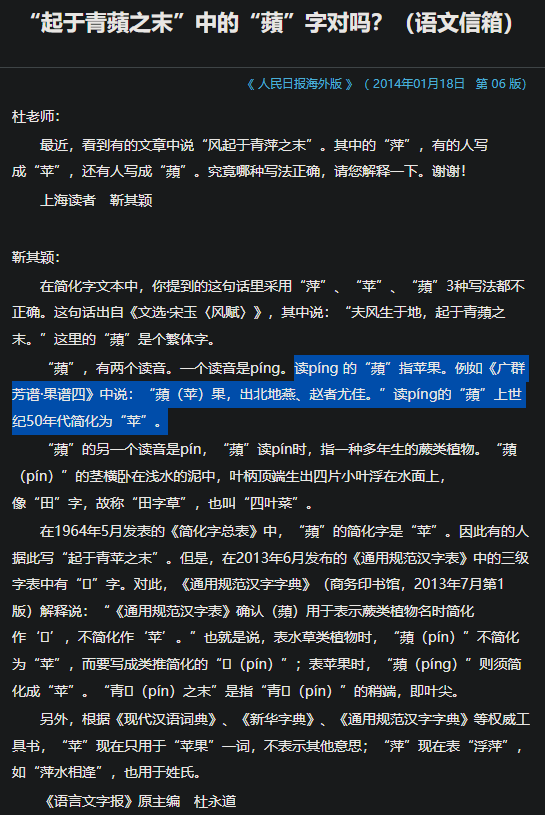 “起于青蘋之末”中的“蘋”字对吗？（语文信箱）
《 人民日报海外版 》（ 2014年01月18日 第 06 版）
杜老师：
最近，看到有的文章中说“风起于青萍之末”。其中的“萍”，有的人写
成“苹”，还有人写成“蘋”。究竟哪种写法正确，请您解释一下。谢谢！
上海读者 靳其颖
靳其颖：
在简化字文本中，你提到的这句话里采用“萍”、“苹”、“蘋”3种写法都不
正确。这句话出自《文选·宋玉〈风赋〉》，其中说：“夫风生于地，起于青蘋之
末。”这里的“蘋”是个繁体字。
“蘋”，有两个读音。一个读音是píng。读píng 的“蘋”指苹果。例如《广群
芳谱·果谱四》中说：“蘋（苹）果，出北地燕、赵者尤佳。”读píng的“蘋”上世
纪50年代简化为“苹”。
“蘋”的另一个读音是pín，“蘋”读pín时，指一种多年生的蕨类植物。“蘋
（pín）”的茎横卧在浅水的泥中，叶柄顶端生出四片小叶浮在水面上，
像“田”字，故称“田字草”，也叫“四叶菜”。
在1964年5月发表的《简化字总表》中，“蘋”的简化字是“苹”。因此有的人
据此写“起于青苹之末”。但是，在2013年6月发布的《通用规范汉字表》中的三级
字表中有“▯”字。对此，《通用规范汉字字典》（商务印书馆，2013年7月第1
版）解释说：“《通用规范汉字表》确认（蘋）用于表示蕨类植物名时简化
作‘▯’，不简化作‘苹’。”也就是说，表水草类植物时，“蘋（pín）”不简化
为“苹”，而要写成类推简化的“▯（pín）”；表苹果时，“蘋（píng）”则须简
化成“苹”。“青▯（pín）之末”是指“青▯（pín）”的稍端，即叶尖。
另外，根据《现代汉语词典》、《新华字典》、《通用规范汉字字典》等权威工
具书，“苹”现在只用于“苹果”一词，不表示其他意思；“萍”现在表“浮萍”，
如“萍水相逢”，也用于姓氏。
《语言文字报》原主编 杜永道